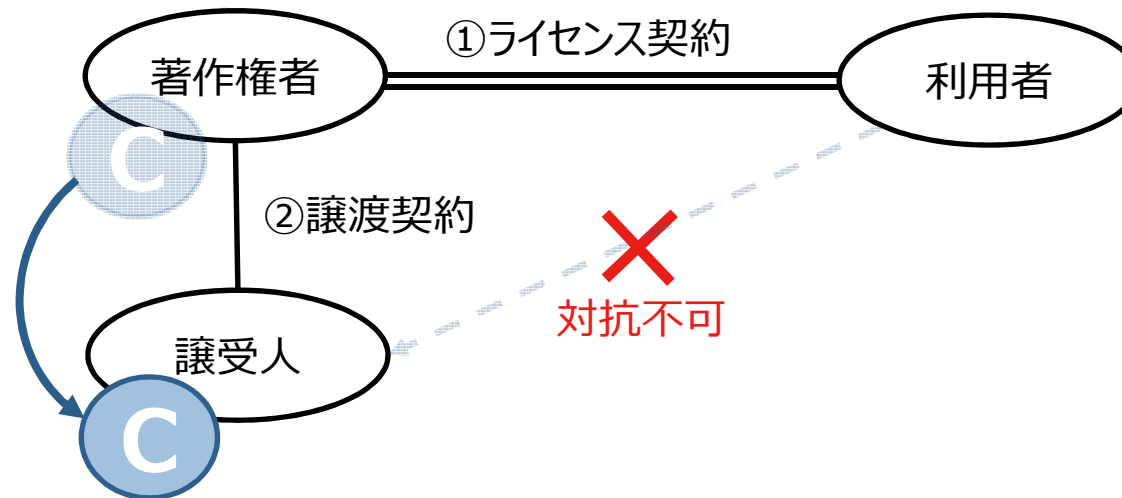 ①ライセンス契約
著作権者
利用者
C
②譲渡契約
対抗不可
譲受人
C